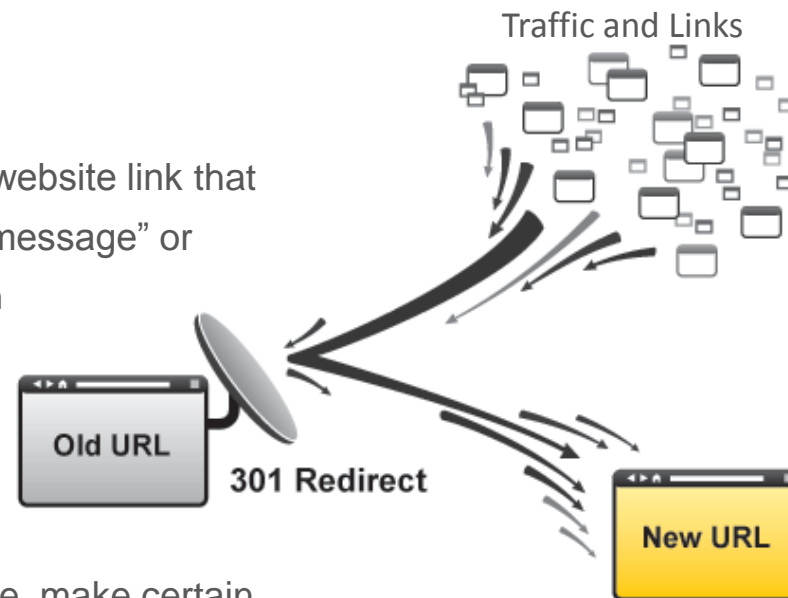 Traffic and Links
website link that
message” or
Old URL
301 Redirect
New URL
make certain